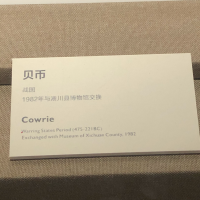 贝币
战国
1982年与淅川县博物馆交换
Cowrie
Warring States Period (475-221BC)
Exchanged with Museum of Xichuan County, 1982